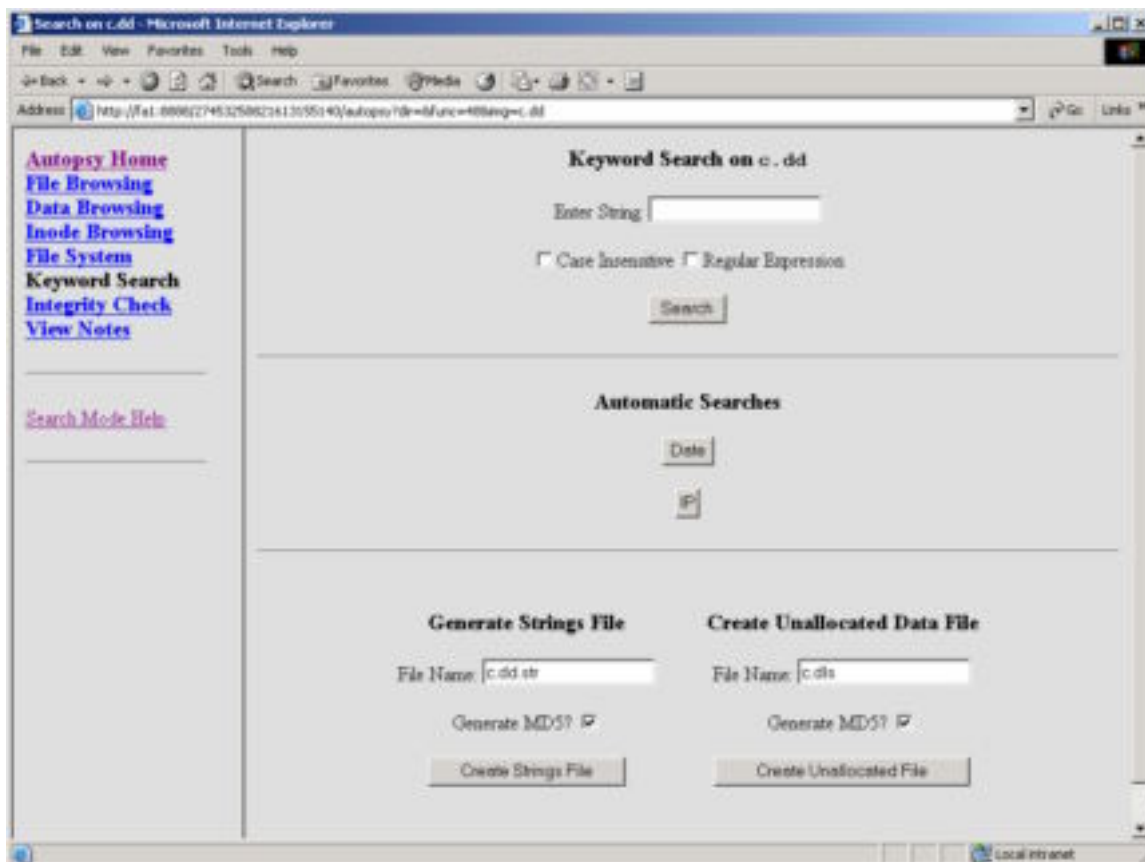 Search on c.dd - Microsoft Internet Explorer
File Edit View Favorites Tools Help
Back Search Favorites Media
Address Go Links
Autopsy Home
File Browsing
Data Browsing
Inode Browsing
File System
Keyword Search
Integrity Check
View Notes
Search Mode Help
Keyword Search on c.dd
Enter String:
Case Insensitive Regular Expression
Search
Automatic Searches
Date
IP
Generate Strings File
File Name: c.dd.str
Generate MD5?
Create Strings File
Create Unallocated Data File
File Name: c.dls
Generate MD5?
Create Unallocated File
Local intranet